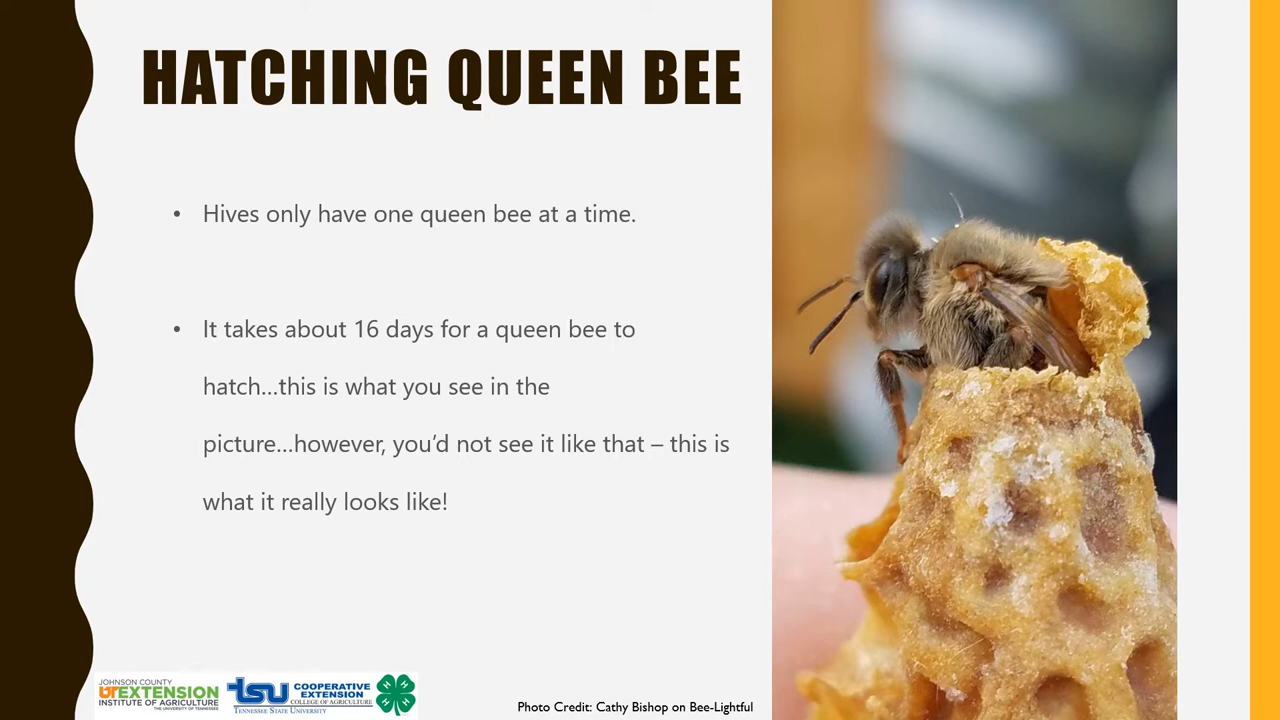 HATCHING QUEEN BEE
• Hives only have one queen bee at a time.
• It takes about 16 days for a queen bee to
hatch...this is what you see in the
picture...however, you'd not see it like that – this is
what it really looks like!
JOHNSON COUNTY
UTEXTENSION
INSTITUTE OF AGRICULTURE
THE UNIVERSITY OF TENNESSEE
tsu
TENNESSEE STATE UNIVERSITY
COOPERATIVE
EXTENSION
COLLEGE OF AGRICULTURE
H H H H
Photo Credit: Cathy Bishop on Bee-Lightful